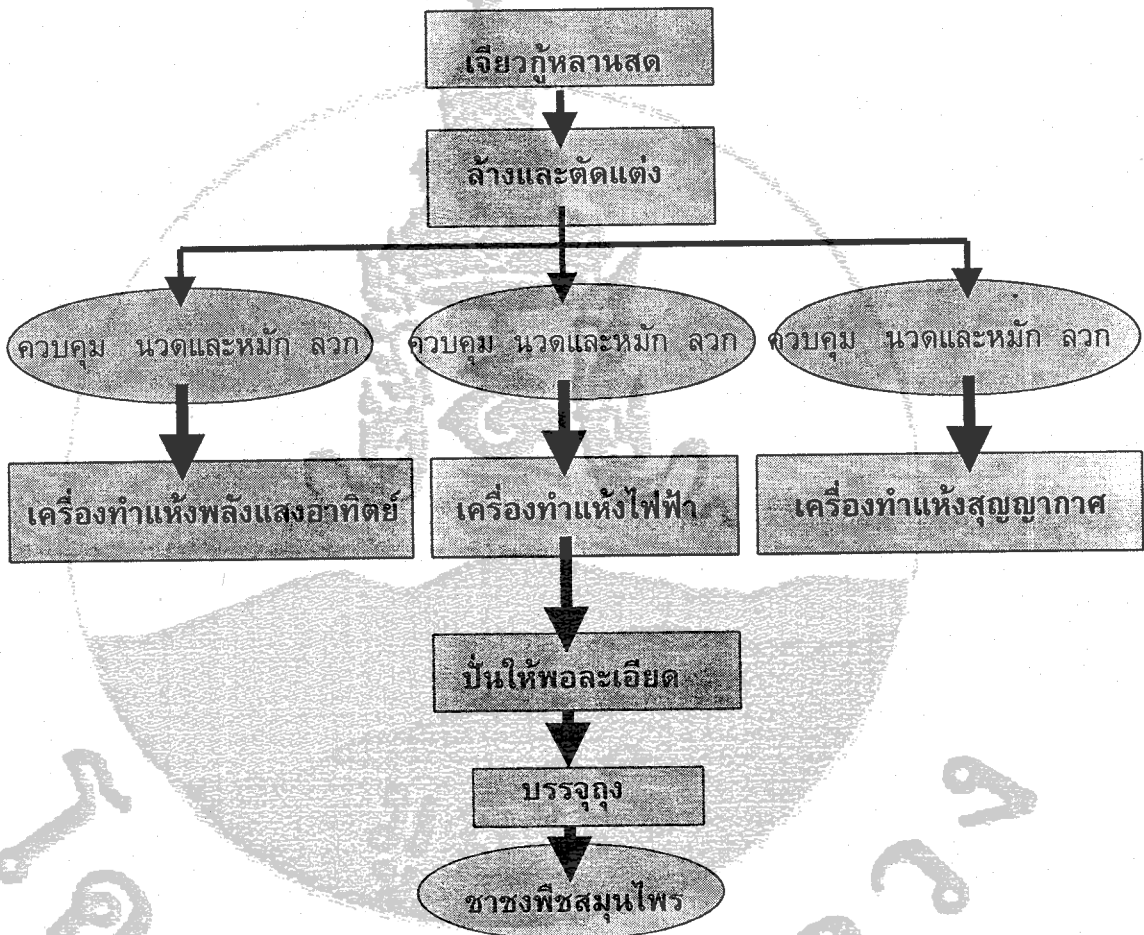 เจียวกู้หลานสด
ล้างและตัดแต่ง
ควบคุม นวดและหมัก ลวก
ควบคุม นวดและหมัก ลวก
ควบคุม นวดและหมัก ลวก
เครื่องทำแห้งพลังแสงอาทิตย์
เครื่องทำแห้งไฟฟ้า
เครื่องทำแห้งสุญญากาศ
ปั่นให้พอละเอียด
บรรจุถุง
ชาชงพืชสมุนไพร